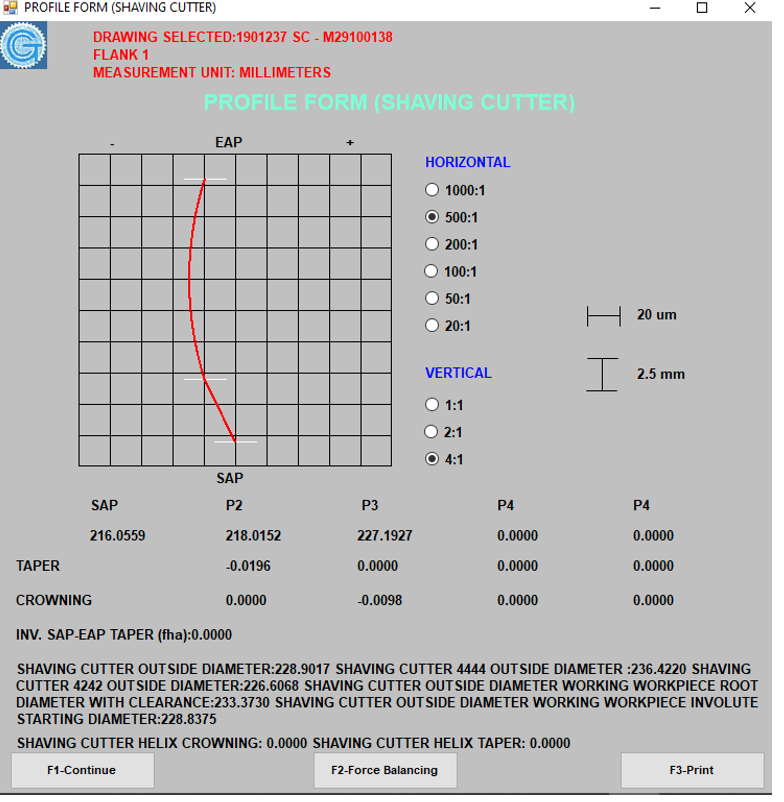 PROFILE FORM (SHAVING CUTTER)
DRAWING SELECTED:1901237 SC - M29100138
FLANK 1
MEASUREMENT UNIT: MILLIMETERS
PROFILE FORM (SHAVING CUTTER)
- EAP +
HORIZONTAL
1000:1
500:1
200:1
100:1
50:1
20:1
20 um
VERTICAL
2.5 mm
1:1
2:1
4:1
SAP
SAP P2 P3 P4 P4
216.0559 218.0152 227.1927 0.0000 0.0000
TAPER -0.0196 0.0000 0.0000 0.0000
CROWNING 0.0000 -0.0098 0.0000 0.0000
INV. SAP-EAP TAPER (fha):0.0000
SHAVING CUTTER OUTSIDE DIAMETER:228.9017 SHAVING CUTTER 4444 OUTSIDE DIAMETER :236.4220 SHAVING
CUTTER 4242 OUTSIDE DIAMETER:226.6068 SHAVING CUTTER OUTSIDE DIAMETER WORKING WORKPIECE ROOT
DIAMETER WITH CLEARANCE:233.3730 SHAVING CUTTER OUTSIDE DIAMETER WORKING WORKPIECE INVOLUTE
STARTING DIAMETER:228.8375
SHAVING CUTTER HELIX CROWNING: 0.0000 SHAVING CUTTER HELIX TAPER: 0.0000
F1-Continue F2-Force Balancing F3-Print